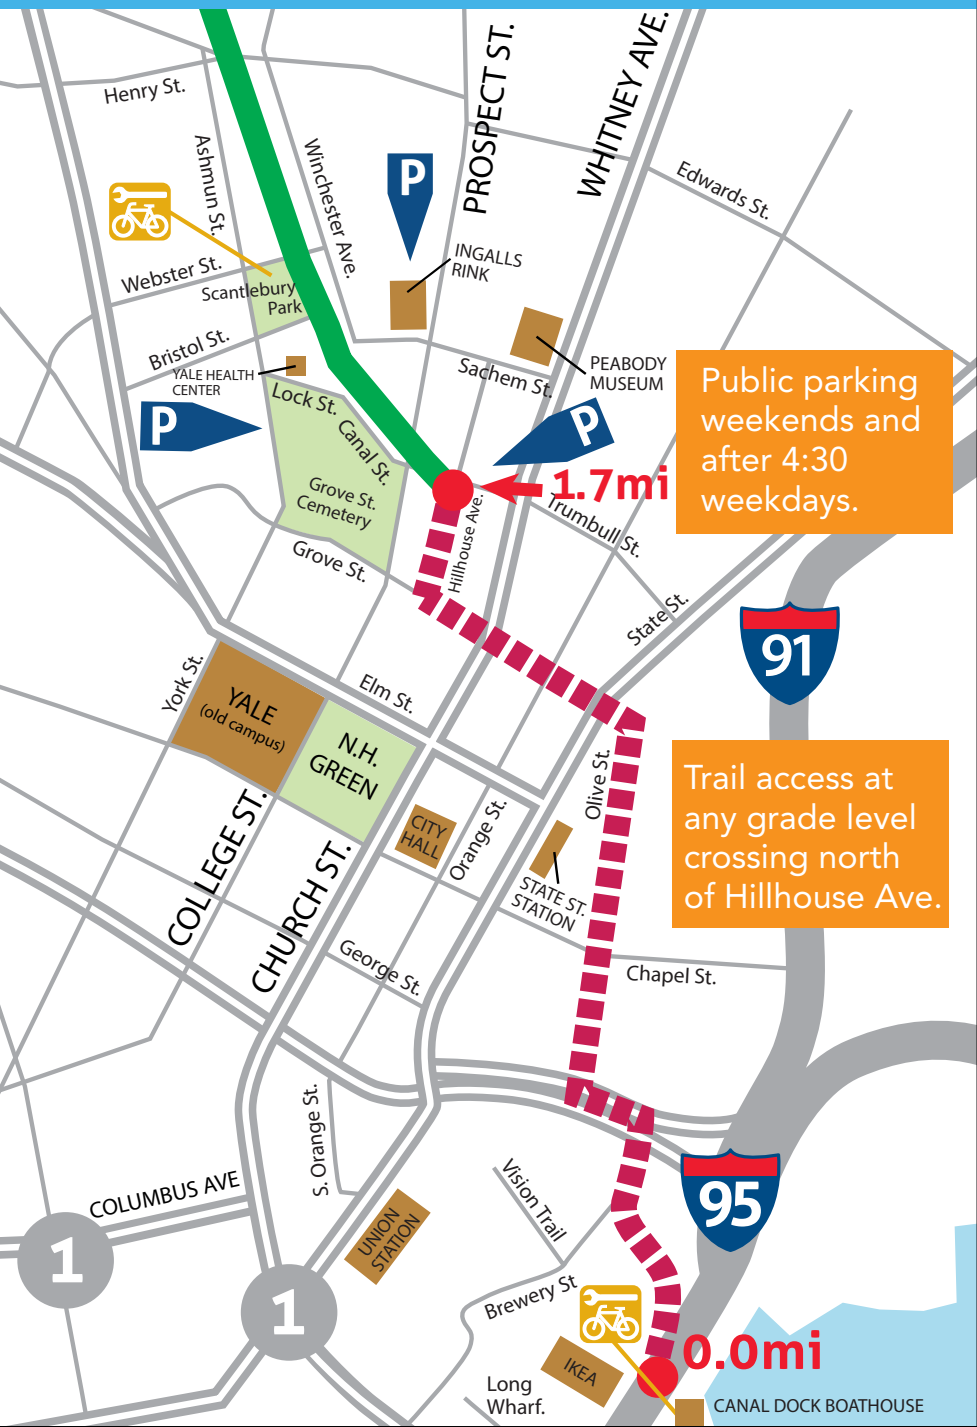 Henry St.
Ashmun St.
Winchester Ave.
PROSPECT ST.
WHITNEY AVE.
Edwards St.
P
Webster St.
Scantlebury
Park
INGALLS
RINK
Bristol St.
YALE HEALTH
CENTER
Lock St.
Canal St.
Sachem St.
PEABODY
MUSEUM
P
P
Public parking
weekends and
after 4:30
weekdays.
1.7mi
Grove St.
Cemetery
Grove St.
Hillhouse Ave.
Trumbull St.
State St.
91
York St.
YALE
(old campus)
Elm St.
N.H.
GREEN
Trail access at
any grade level
crossing north
of Hillhouse Ave.
COLLEGE ST.
CHURCH ST.
CITY
HALL
Orange St.
Olive St.
STATE ST.
STATION
George St.
Chapel St.
S. Orange St.
COLUMBUS AVE
1
1
UNION
STATION
Vision Trail
95
Brewery St
IKEA
0.0mi
Long
Wharf.
CANAL DOCK BOATHOUSE